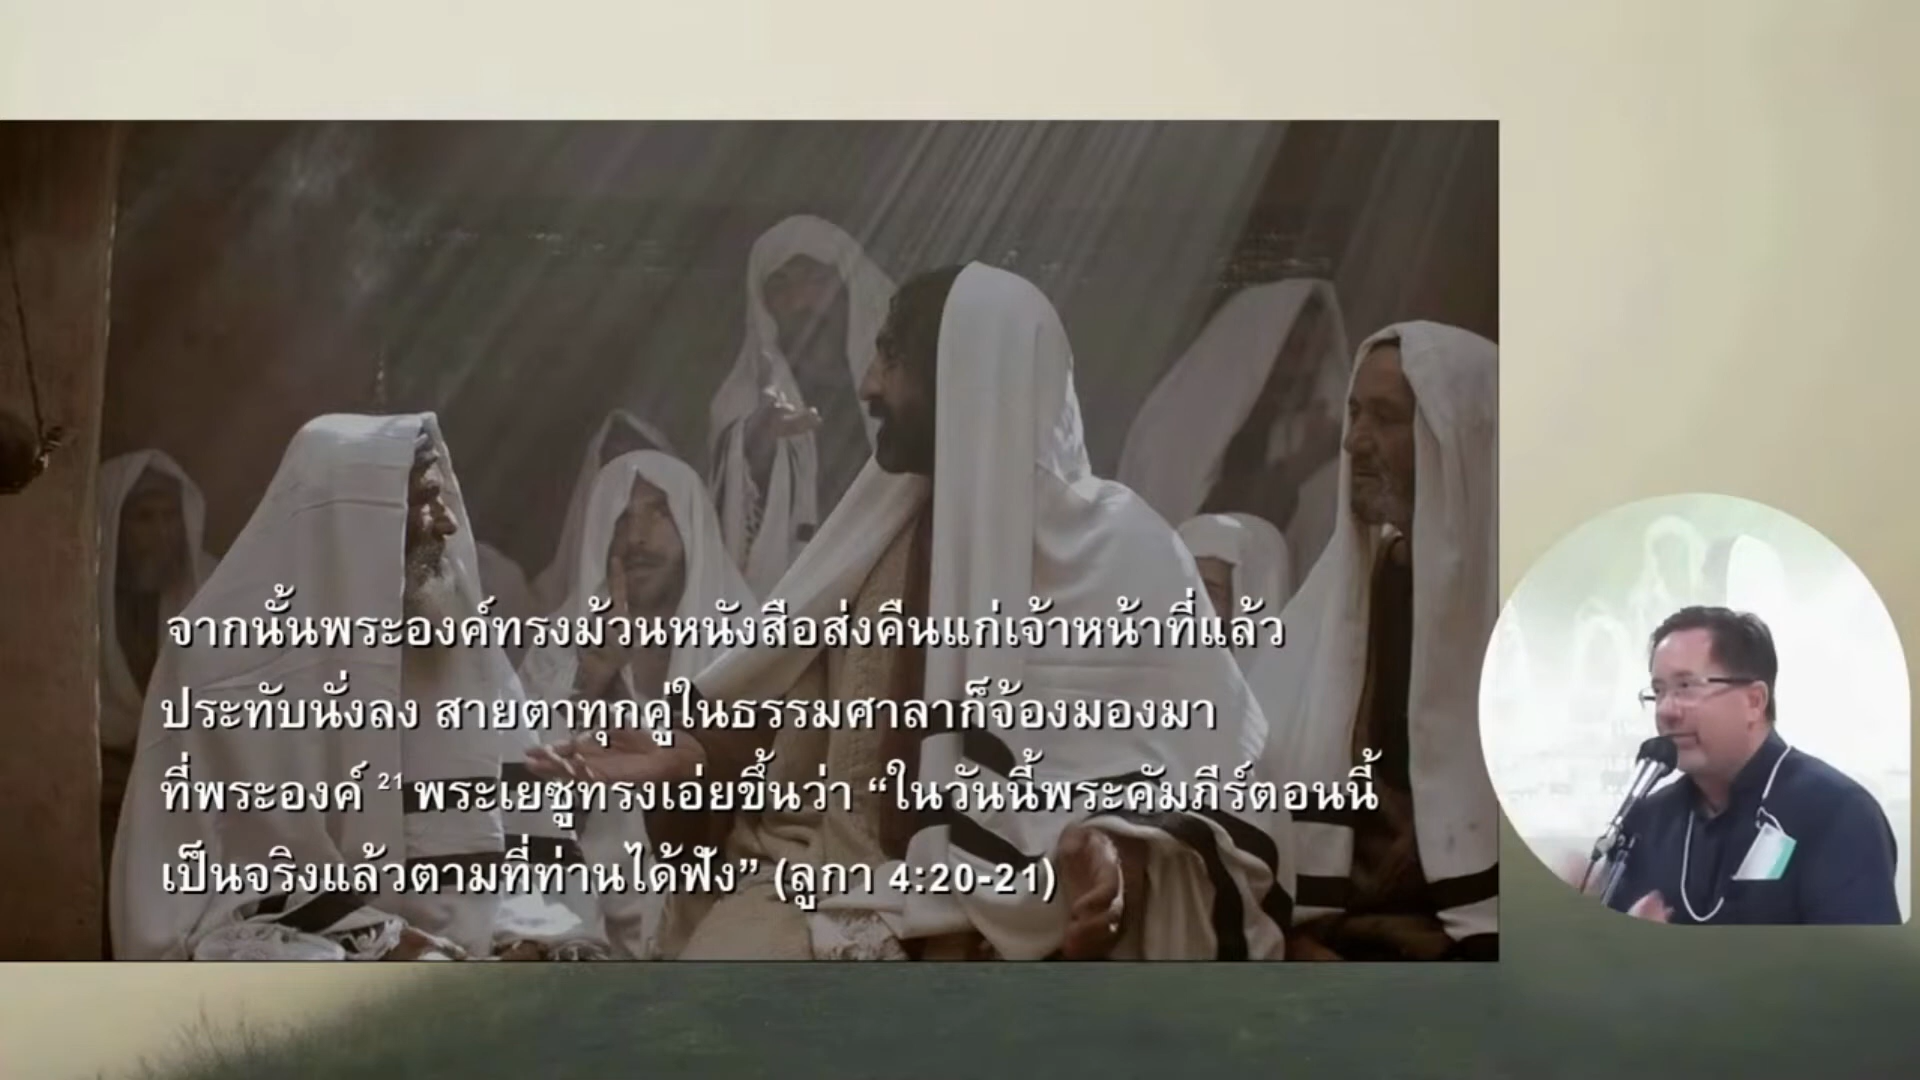 จากนั้นพระองค์ทรงม้วนหนังสือส่งคืนแก่เจ้าหน้าที่แล้ว
ประทับนั่งลง สายตาทุกคู่ในธรรมศาลาก็จ้องมองมา
ที่พระองค์ 21 พระเยซูทรงเอ่ยขึ้นว่า “ในวันนี้พระคัมภีร์ตอนนี้
เป็นจริงแล้วตามที่ท่านได้ฟัง” (ลูกา 4:20-21)